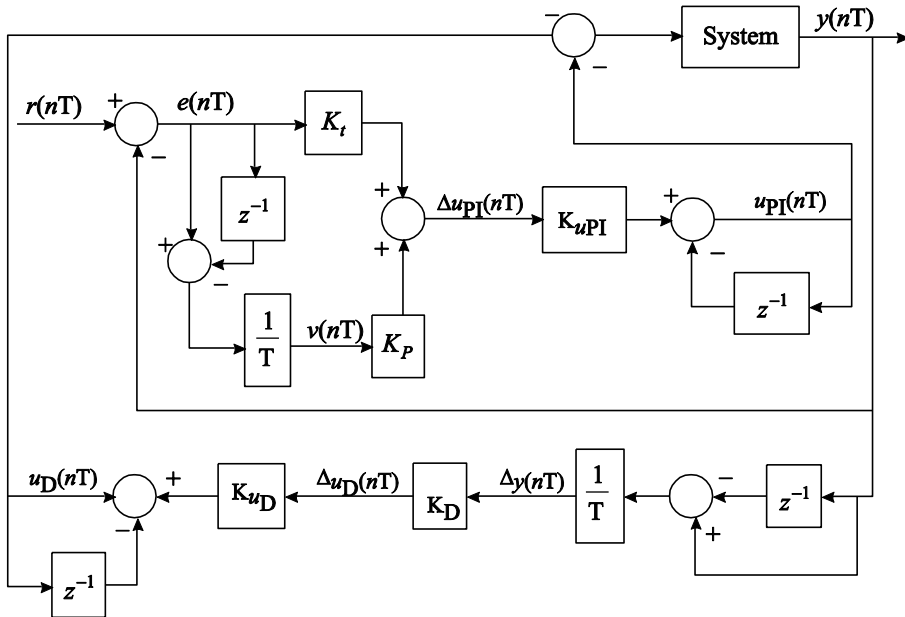 − System y(nT)
−
r(nT) + e(nT) K_t
−
z⁻¹ + Δu_PI(nT) K_uPI + u_PI(nT)
+ − + −
1/T v(nT) K_P z⁻¹
u_D(nT) + K_uD Δu_D(nT) K_D Δy(nT) 1/T − z⁻¹
− +
z⁻¹